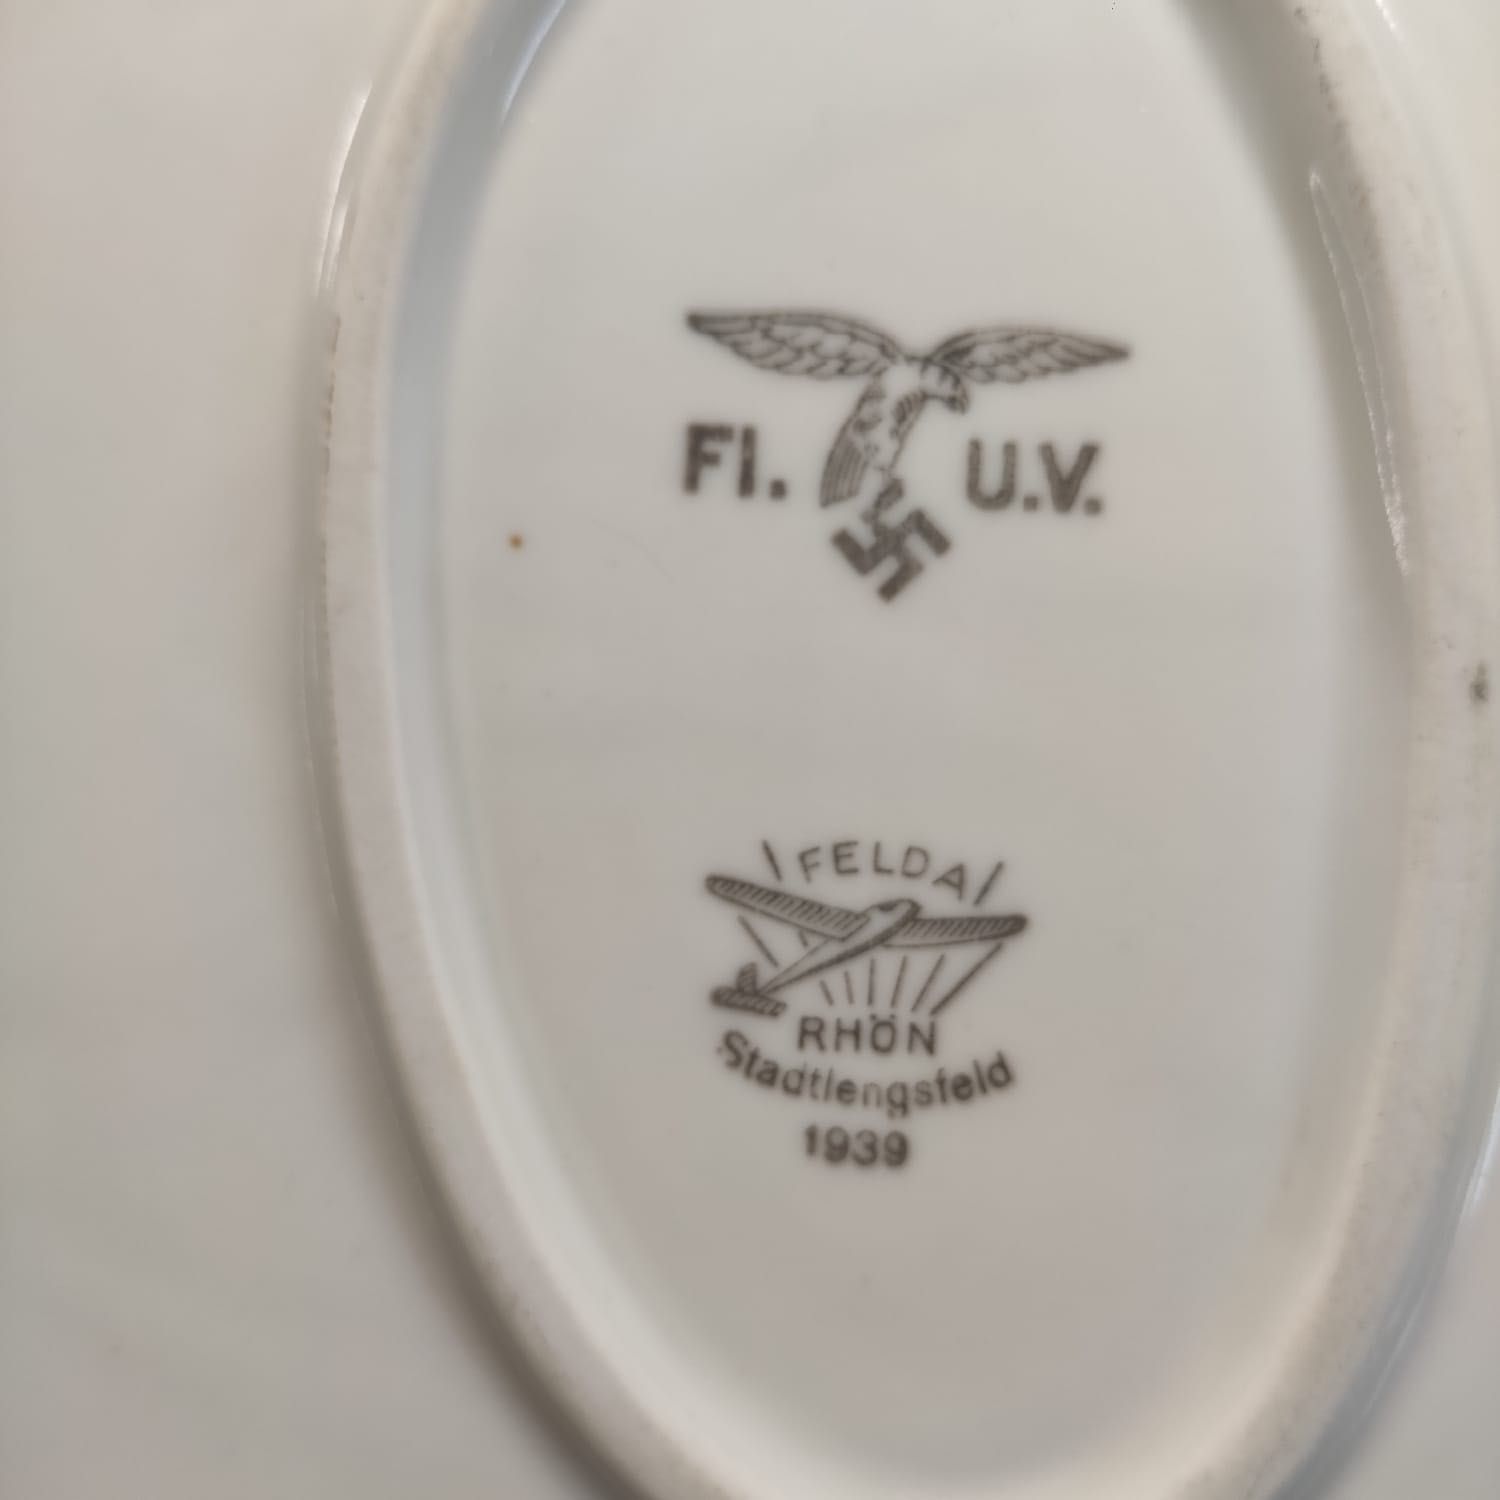 Fl. U.V.
FELDA
RHÖN
Stadtlengsfeld
1939